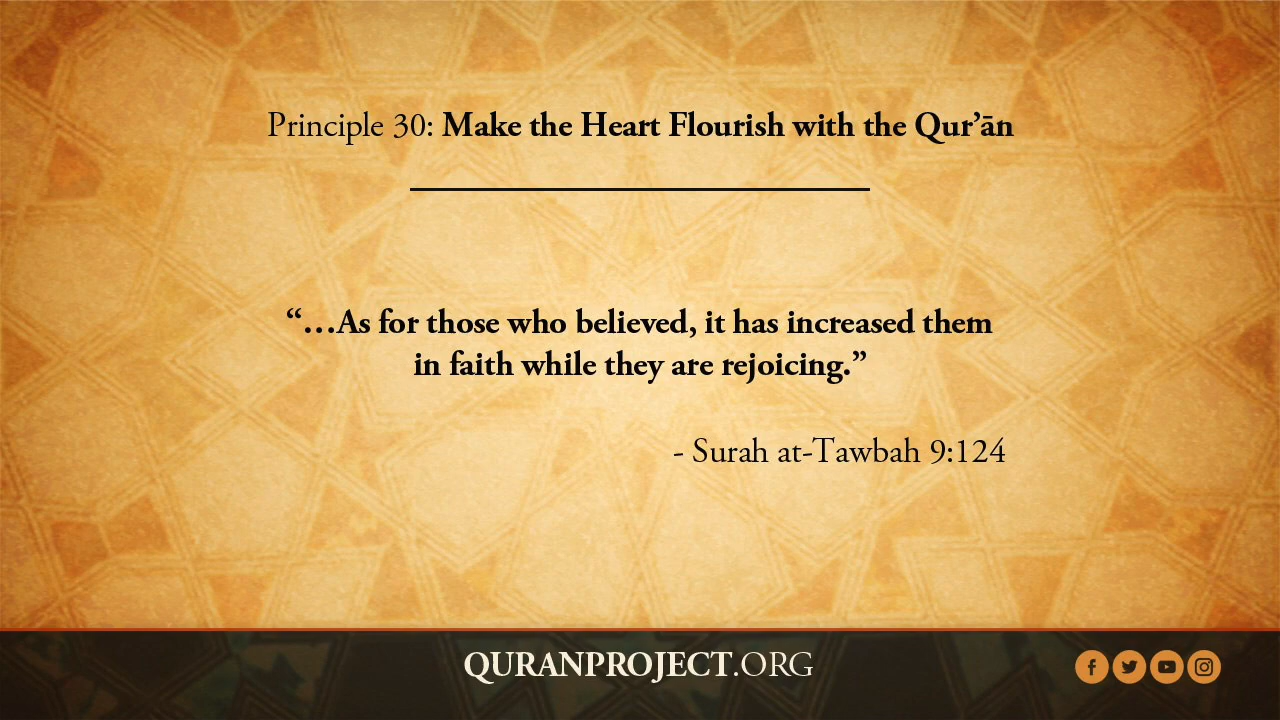 Principle 30: Make the Heart Flourish with the Qur’ān
“…As for those who believed, it has increased them
in faith while they are rejoicing.”
- Surah at-Tawbah 9:124
QURANPROJECT.ORG